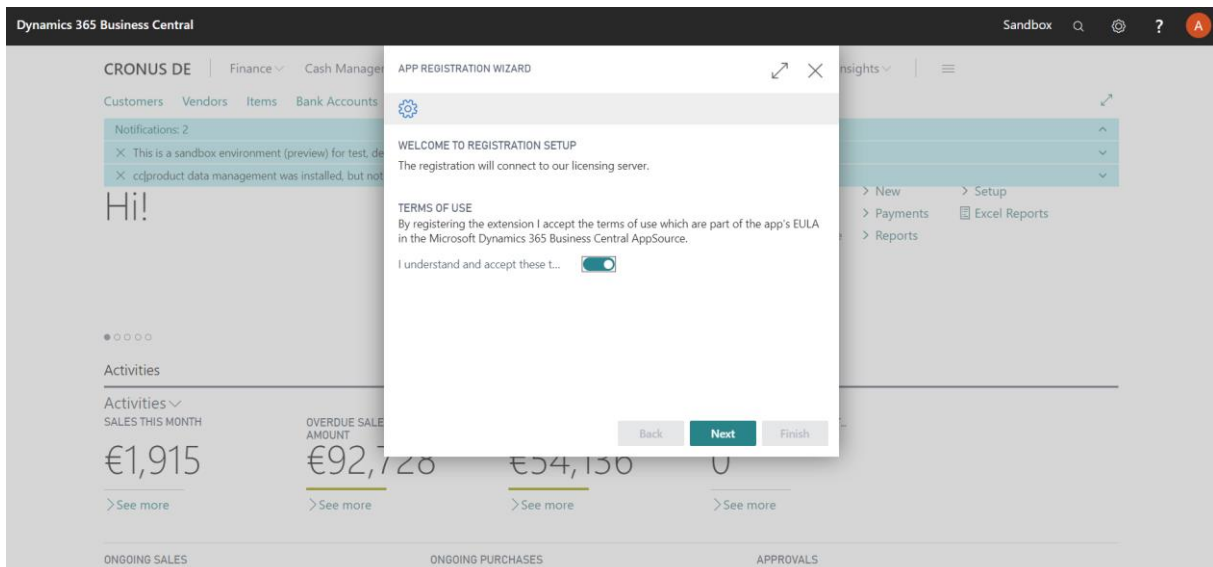 Dynamics 365 Business Central
Sandbox
?
A
CRONUS DE
Finance
Cash Manager
nsights
Customers Vendors Items Bank Accounts
Notifications: 2
This is a sandbox environment (preview) for test, de
cc|product data management was installed, but not
Hi!
> New
> Setup
> Payments
Excel Reports
> Reports
APP REGISTRATION WIZARD
WELCOME TO REGISTRATION SETUP
The registration will connect to our licensing server.
TERMS OF USE
By registering the extension I accept the terms of use which are part of the app's EULA
in the Microsoft Dynamics 365 Business Central AppSource.
I understand and accept these t...
Back Next Finish
Activities
Activities
SALES THIS MONTH
€1,915
>See more
OVERDUE SALE
AMOUNT
€92,728
>See more
€54,136
>See more
0
>See more
ONGOING SALES
ONGOING PURCHASES
APPROVALS